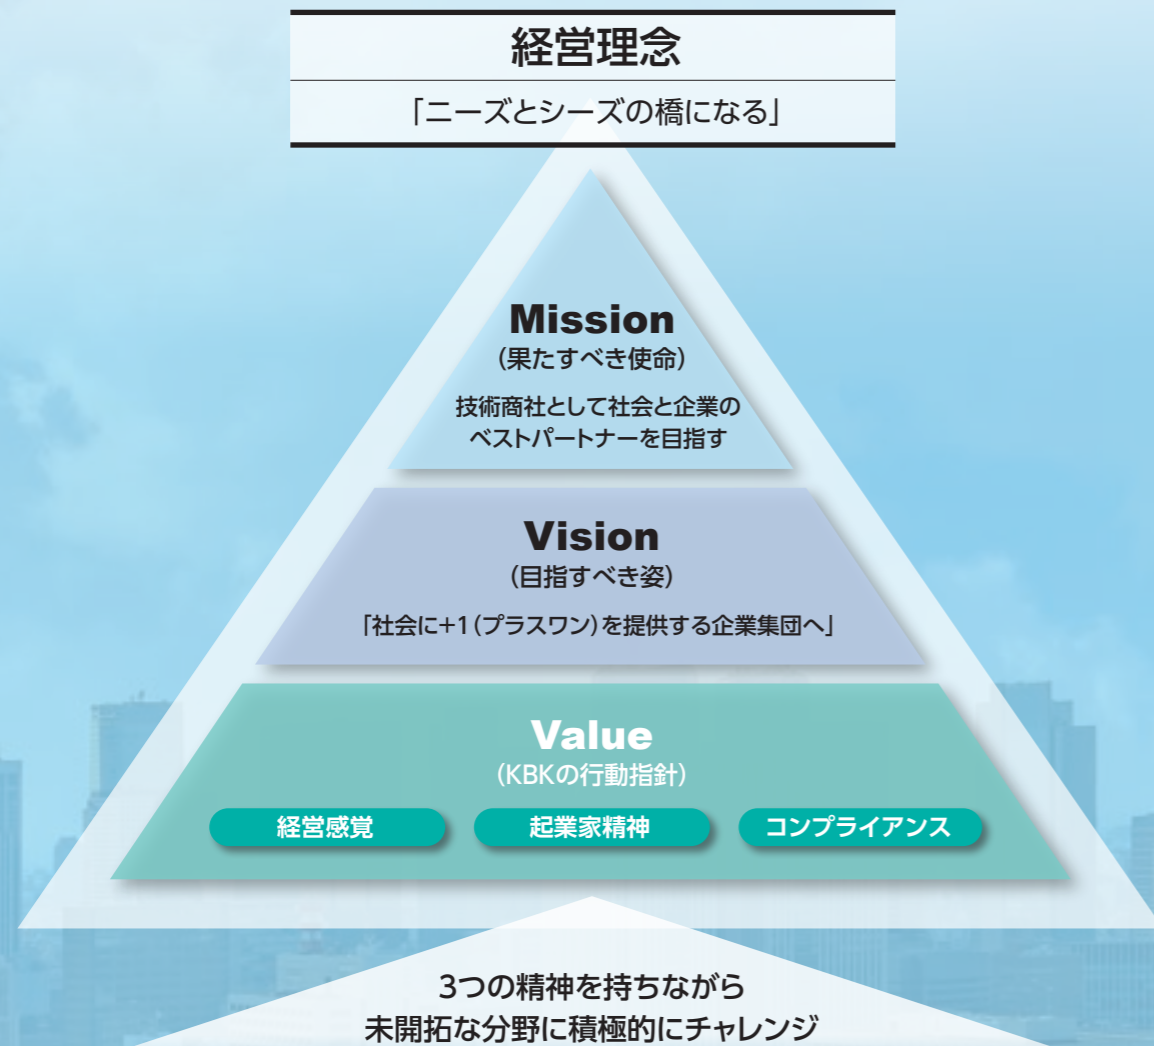 経営理念
「ニーズとシーズの橋になる」
Mission
（果たすべき使命）
技術商社として社会と企業の
ベストパートナーを目指す
Vision
（目指すべき姿）
「社会に+1（プラスワン）を提供する企業集団へ」
Value
（KBKの行動指針）
経営感覚
起業家精神
コンプライアンス
3つの精神を持ちながら
未開拓な分野に積極的にチャレンジ